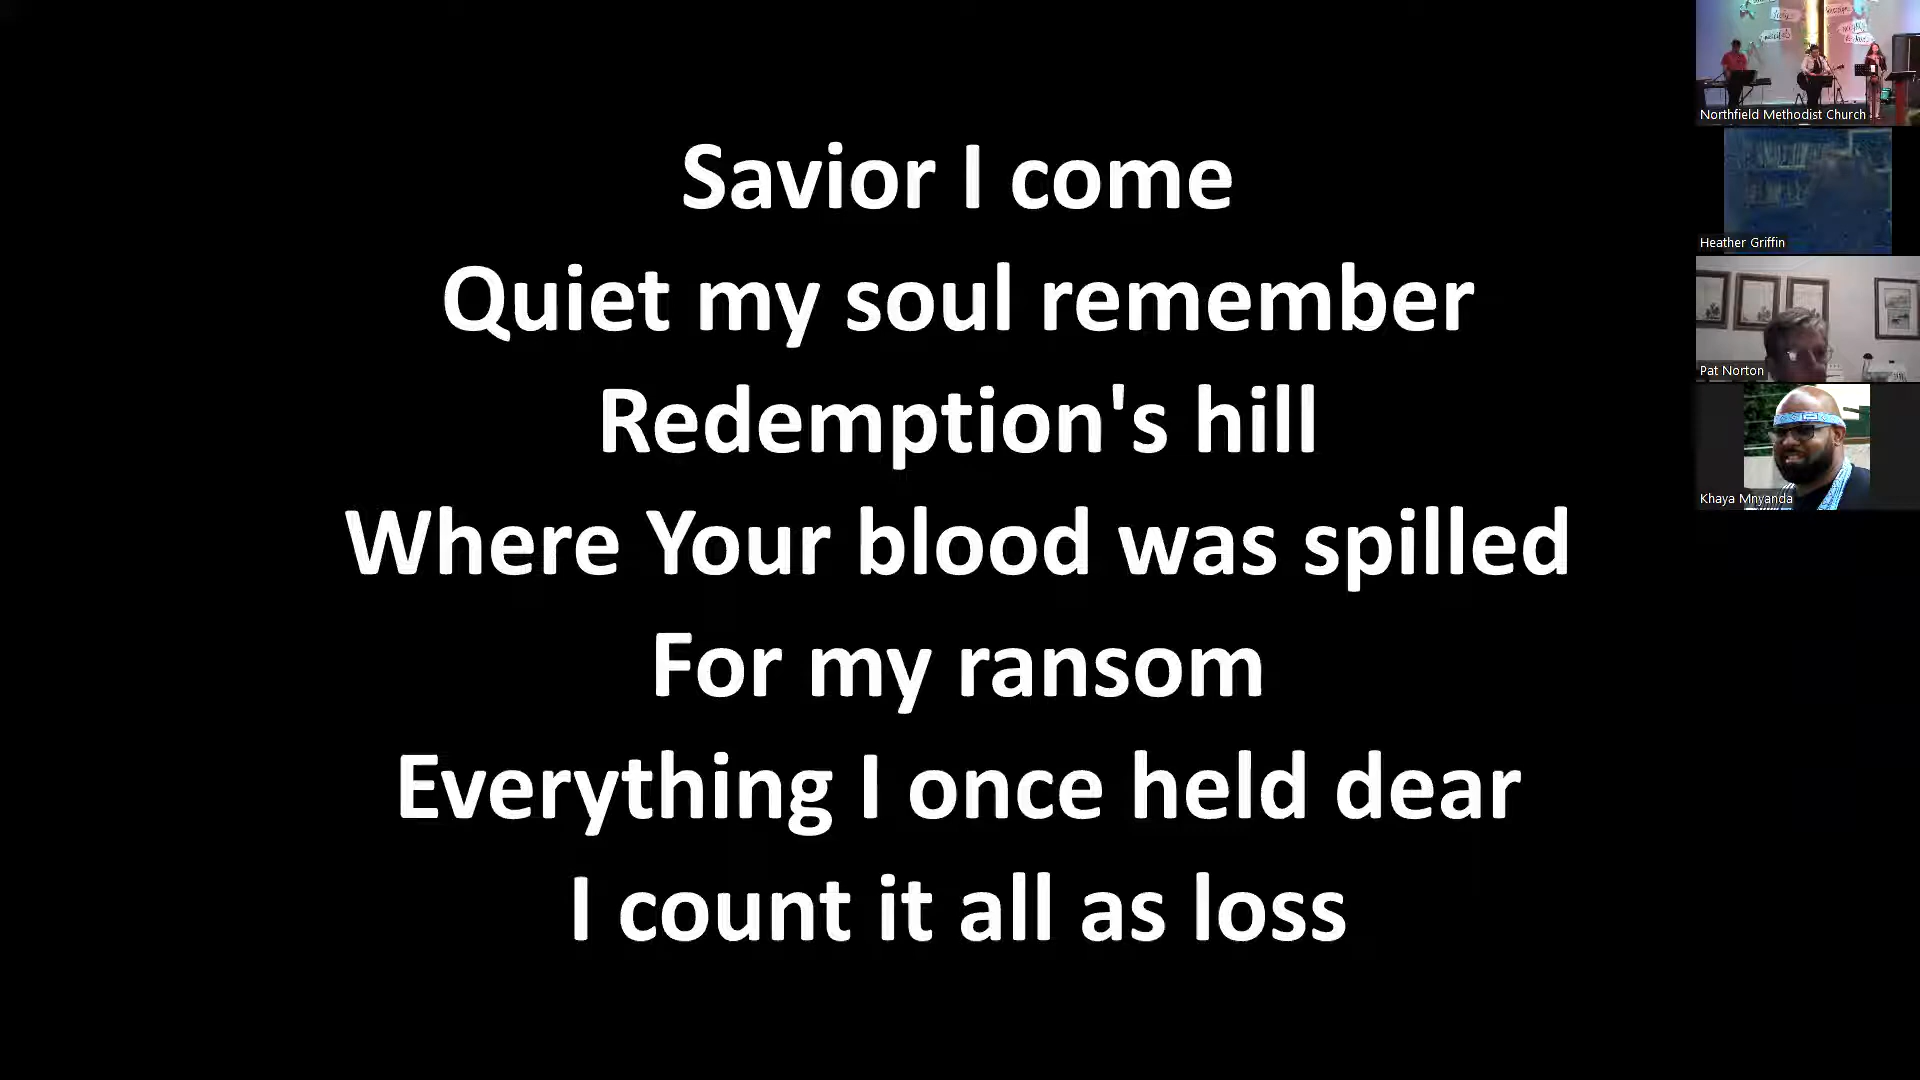 Savior I come
Quiet my soul remember
Redemption's hill
Where Your blood was spilled
For my ransom
Everything I once held dear
I count it all as loss
Northfield Methodist Church
Heather Griffin
Pat Norton
Khaya Mnyanda